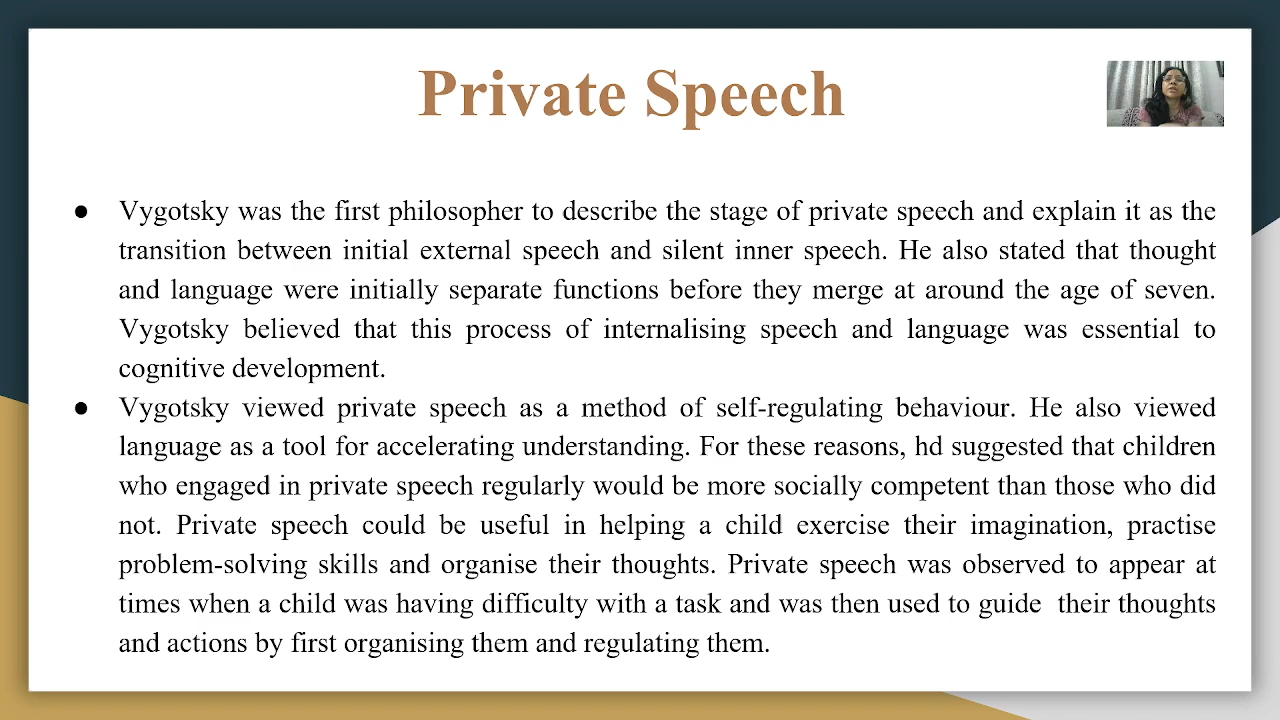 Private Speech
● Vygotsky was the first philosopher to describe the stage of private speech and explain it as the
transition between initial external speech and silent inner speech. He also stated that thought
and language were initially separate functions before they merge at around the age of seven.
Vygotsky believed that this process of internalising speech and language was essential to
cognitive development.
● Vygotsky viewed private speech as a method of self-regulating behaviour. He also viewed
language as a tool for accelerating understanding. For these reasons, hd suggested that children
who engaged in private speech regularly would be more socially competent than those who did
not. Private speech could be useful in helping a child exercise their imagination, practise
problem-solving skills and organise their thoughts. Private speech was observed to appear at
times when a child was having difficulty with a task and was then used to guide  their thoughts
and actions by first organising them and regulating them.